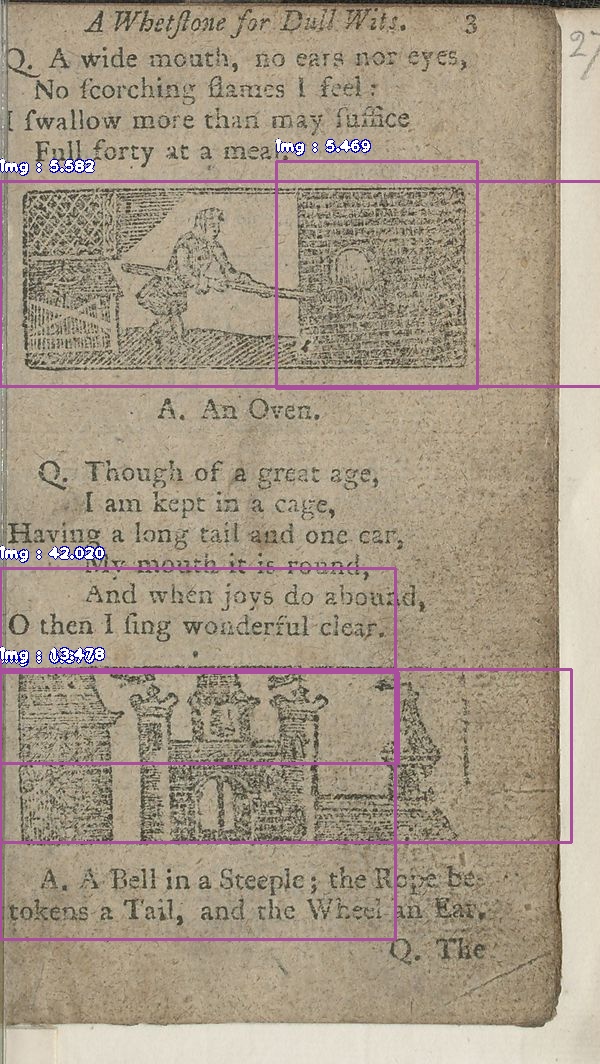 A Whetſtone for Dull Wits. 3
27
Q. A wide mouth, no ears nor eyes,
No ſcorching flames I feel:
I ſwallow more than may ſuffice
Full forty at a meal.
Img : 5.469
Img : 5.582
A. An Oven.
Q. Though of a great age,
I am kept in a cage,
Having a long tail and one ear,
Img : 42.020
My mouth it is round,
And when joys do abound,
O then I ſing wonderful clear.
Img : 13.478
A. A Bell in a Steeple; the Rope be-
tokens a Tail, and the Wheel an Ear.
Q. The